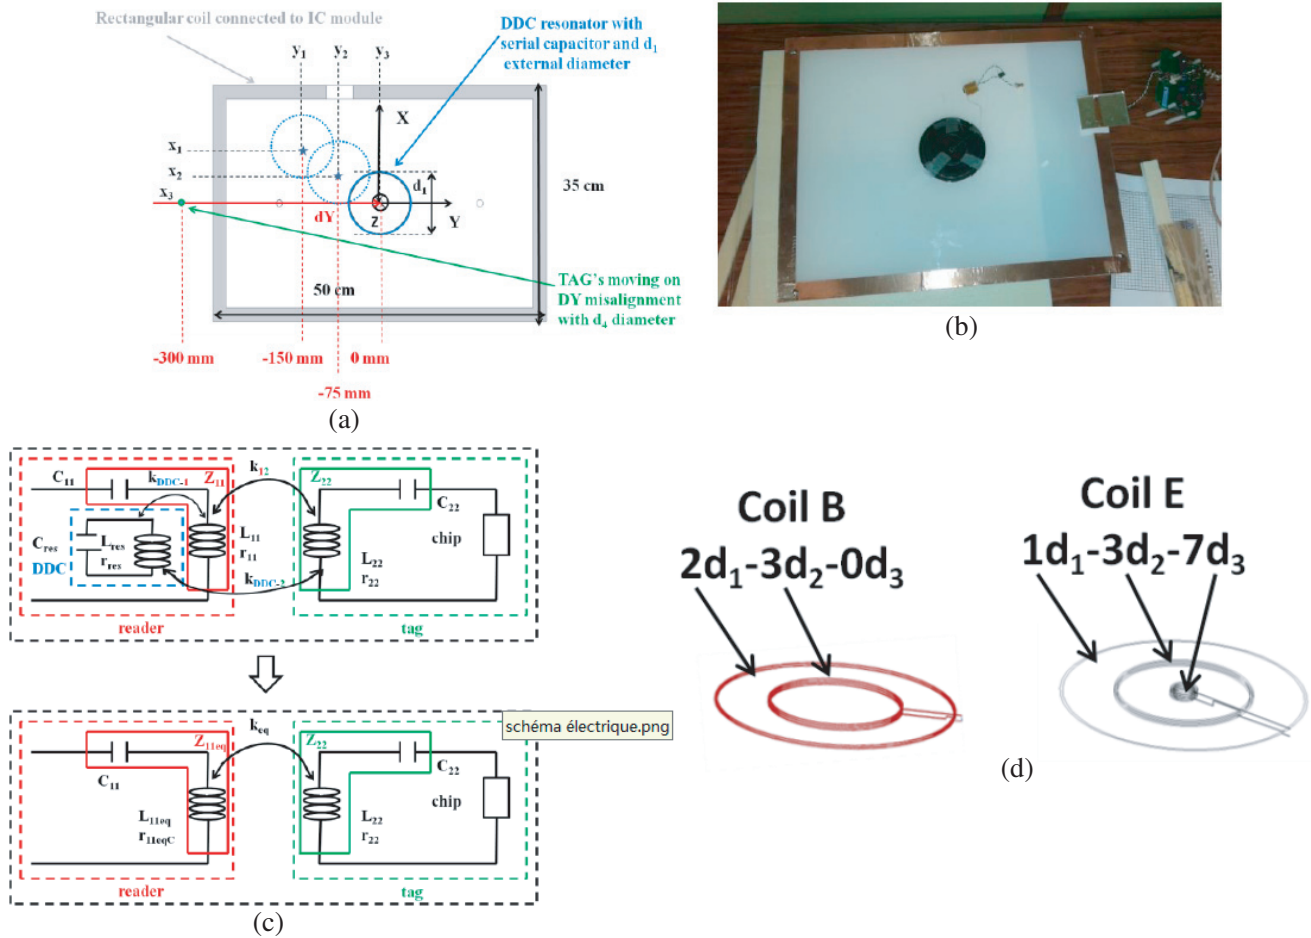 Rectangular coil connected to IC module
DDC resonator with
serial capacitor and d1
external diameter
y1
y2
y3
X
x1
x2
x3
d1
dY
Z
Y
35 cm
50 cm
TAG's moving on
DY misalignment
with d4 diameter
-300 mm
-150 mm
0 mm
-75 mm
(a)
(b)
C11
kDDC-1
Z11
k12
Z22
C22
chip
Cres
DDC
Lres
rres
L11
r11
kDDC-2
L22
r22
reader
tag
keq
Z11eq
Z22
schéma électrique.png
C11
C22
chip
L11eq
r11eqC
L22
r22
reader
tag
(c)
Coil B
2d1-3d2-0d3
Coil E
1d1-3d2-7d3
(d)